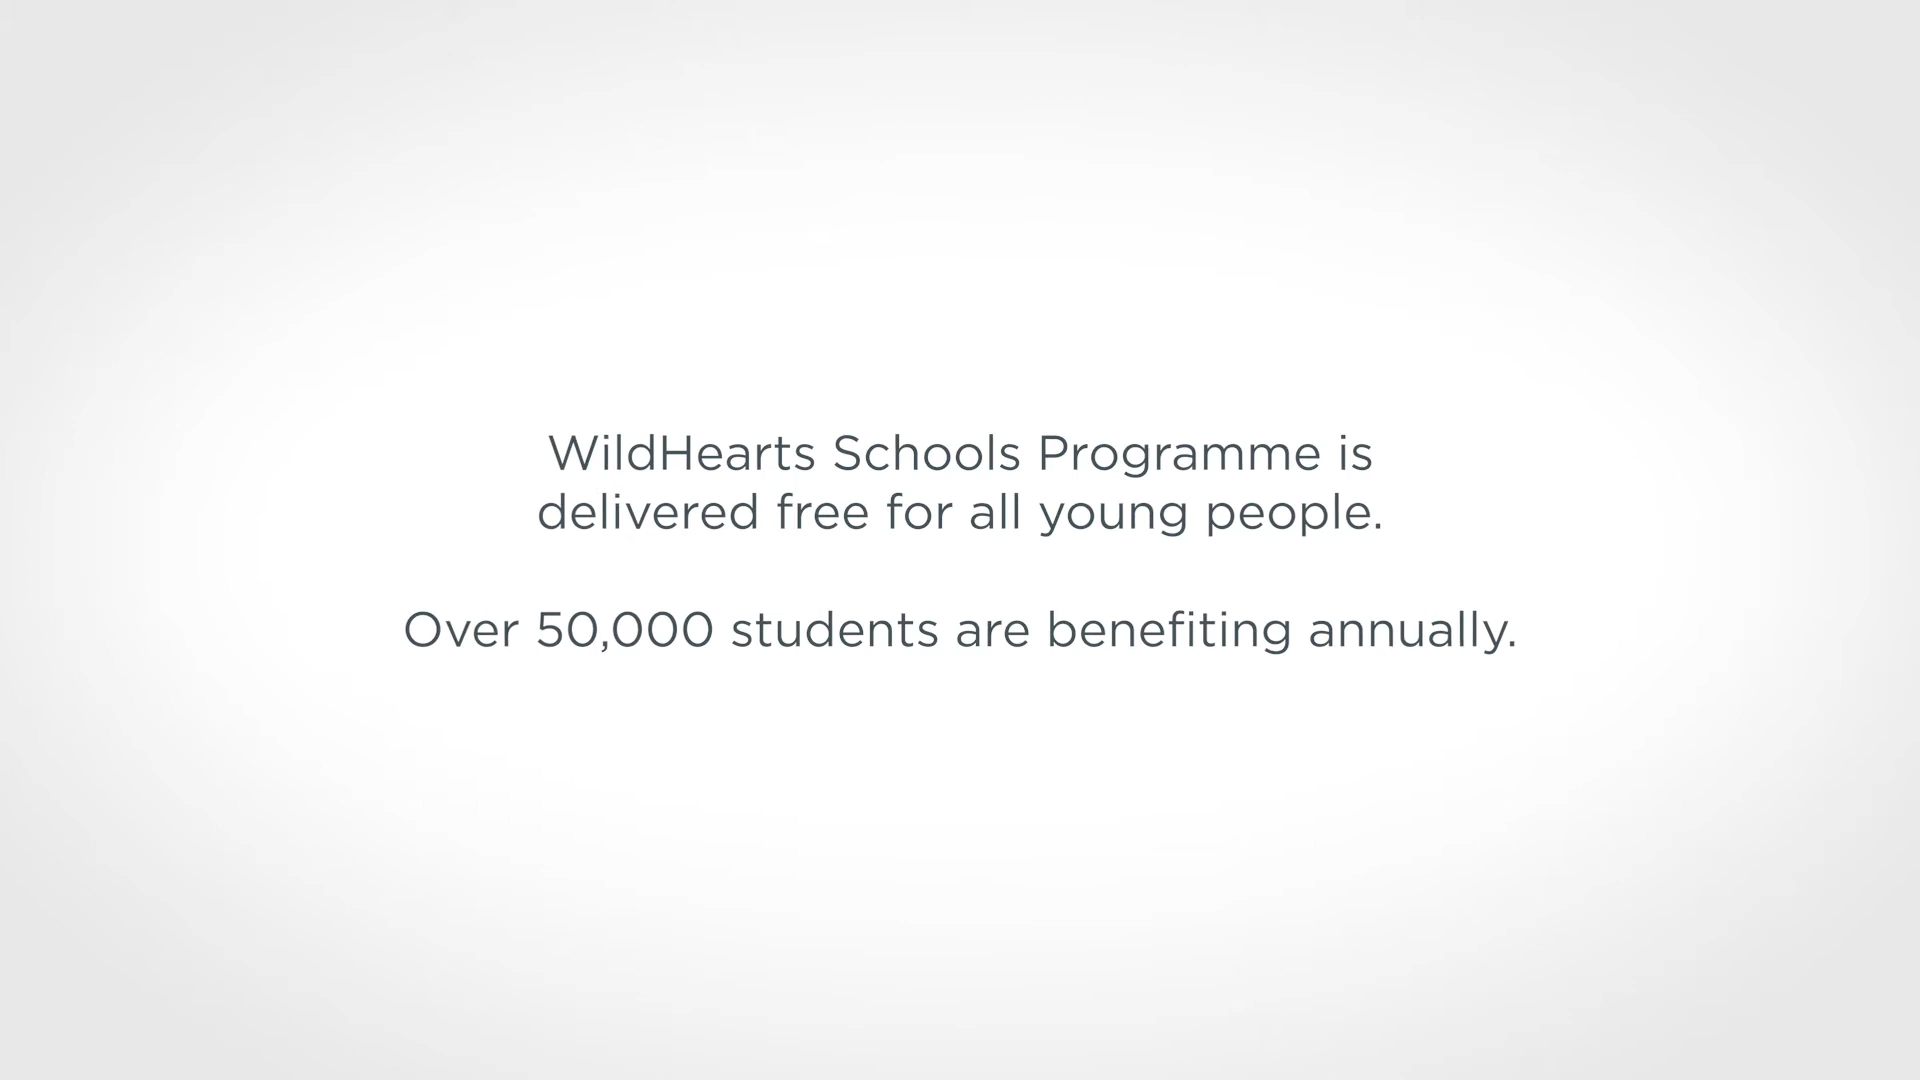 WildHearts Schools Programme is
delivered free for all young people.
Over 50,000 students are benefiting annually.